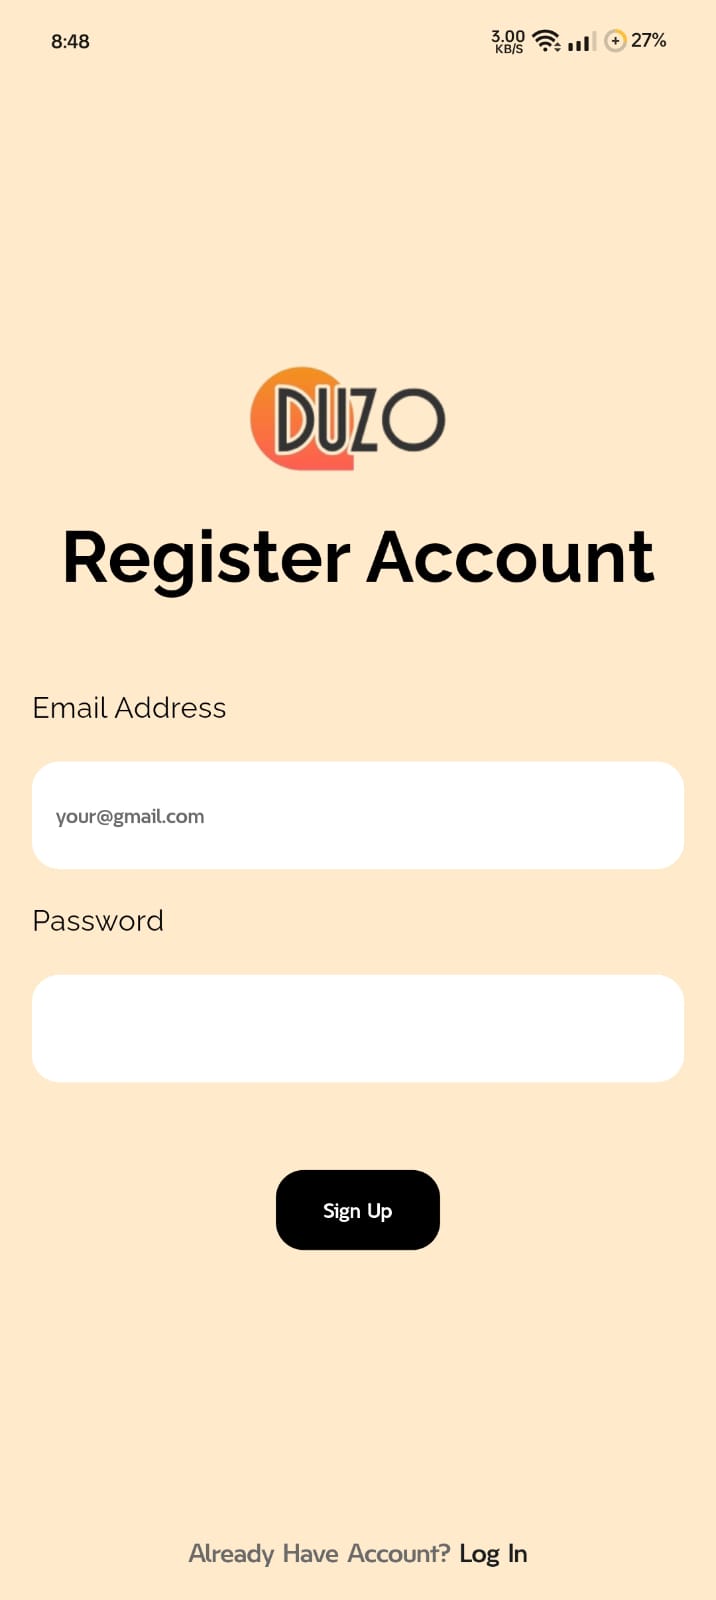 8:48
3.00
KB/S
27%
DUZO
Register Account
Email Address
your@gmail.com
Password
Sign Up
Already Have Account? Log In